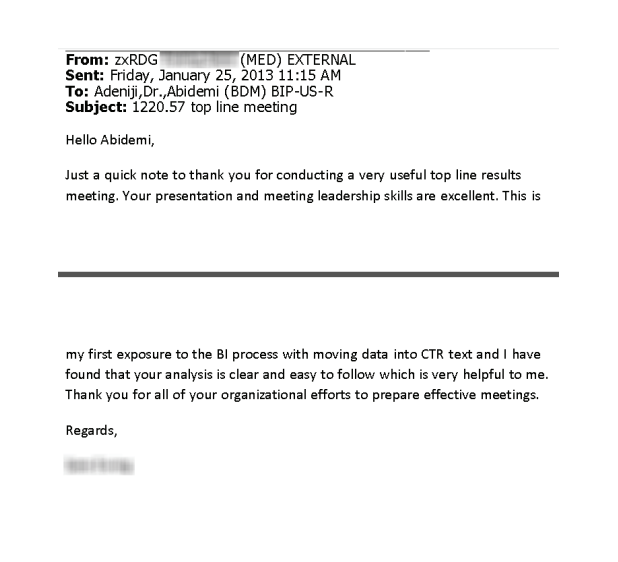 From: zxRDG (MED) EXTERNAL
Sent: Friday, January 25, 2013 11:15 AM
To: Adeniji,Dr.,Abidemi (BDM) BIP-US-R
Subject: 1220.57 top line meeting
Hello Abidemi,
Just a quick note to thank you for conducting a very useful top line results
meeting. Your presentation and meeting leadership skills are excellent. This is
my first exposure to the BI process with moving data into CTR text and I have
found that your analysis is clear and easy to follow which is very helpful to me.
Thank you for all of your organizational efforts to prepare effective meetings.
Regards,